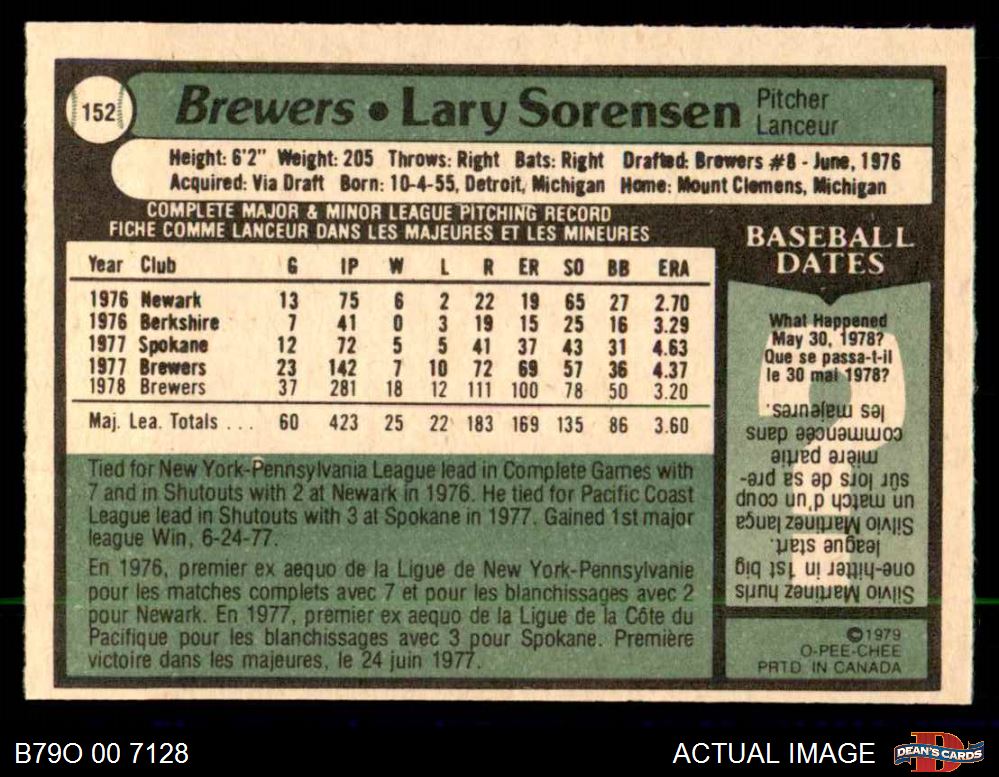 152
Brewers • Lary Sorensen
Pitcher
Lanceur
Height: 6'2" Weight: 205 Throws: Right Bats: Right Drafted: Brewers #8 - June, 1976
Acquired: Via Draft Born: 10-4-55, Detroit, Michigan Home: Mount Clemens, Michigan
COMPLETE MAJOR & MINOR LEAGUE PITCHING RECORD
FICHE COMME LANCEUR DANS LES MAJEURES ET LES MINEURES
Year Club G IP W L R ER SO BB ERA
1976 Newark 13 75 6 2 22 19 65 27 2.70
1976 Berkshire 7 41 0 3 19 15 25 16 3.29
1977 Spokane 12 72 5 5 41 37 43 31 4.63
1977 Brewers 23 142 7 10 72 69 57 36 4.37
1978 Brewers 37 281 18 12 111 100 78 50 3.20
Maj. Lea. Totals . . . 60 423 25 22 183 169 135 86 3.60
Tied for New York-Pennsylvania League lead in Complete Games with
7 and in Shutouts with 2 at Newark in 1976. He tied for Pacific Coast
League lead in Shutouts with 3 at Spokane in 1977. Gained 1st major
league Win, 6-24-77.
En 1976, premier ex aequo de la Ligue de New York-Pennsylvanie
pour les matches complets avec 7 et pour les blanchissages avec 2
pour Newark. En 1977, premier ex aequo de la Ligue de la Côte du
Pacifique pour les blanchissages avec 3 pour Spokane. Première
victoire dans les majeures, le 24 juin 1977.
BASEBALL
DATES
What Happened
May 30, 1978?
Que se passa-t-il
le 30 mai 1978?
Silvio Martinez hurls
one-hitter in 1st big
league start.
Silvio Martinez lança
un match d'un coup
sûr lors de sa pre-
mière partie
commencée dans
les majeures.
©1979
O-PEE-CHEE
PRTD. IN CANADA
B79O 00 7128
ACTUAL IMAGE
DEAN'S CARDS